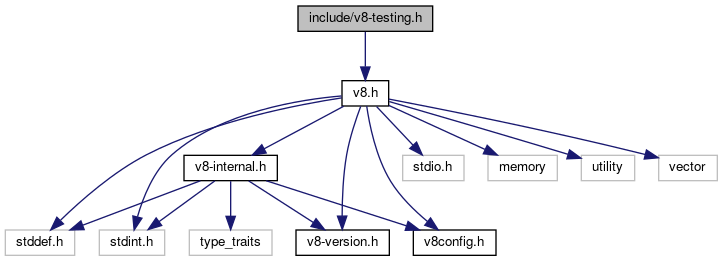 include/v8-testing.h
v8.h
v8-internal.h
stdio.h
memory
utility
vector
stddef.h
stdint.h
type_traits
v8-version.h
v8config.h